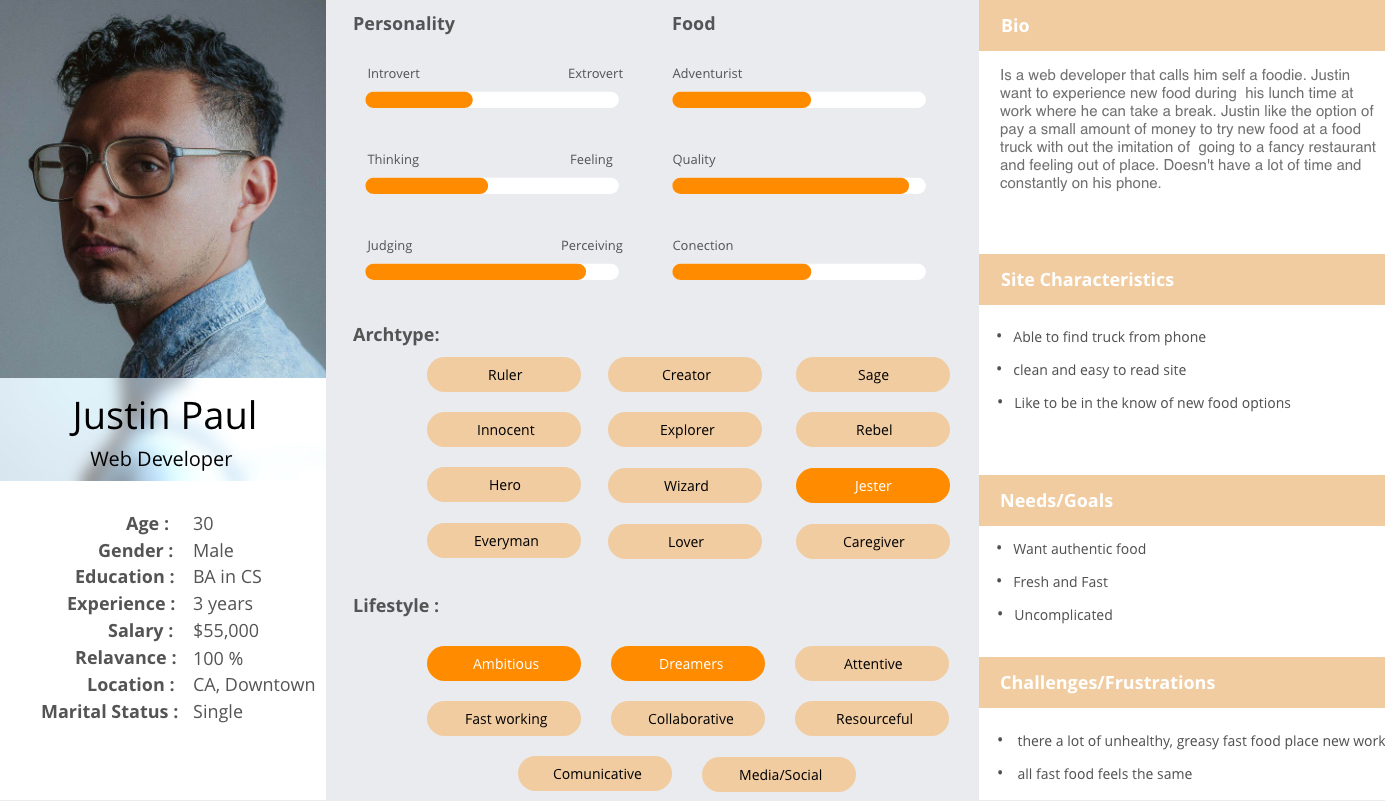 Justin Paul
Web Developer
Age : 30
Gender : Male
Education : BA in CS
Experience : 3 years
Salary : $55,000
Relavance : 100 %
Location : CA, Downtown
Marital Status : Single
Personality
Introvert Extrovert
Thinking Feeling
Judging Perceiving
Food
Adventurist
Quality
Conection
Archtype:
Ruler Creator Sage
Innocent Explorer Rebel
Hero Wizard Jester
Everyman Lover Caregiver
Lifestyle :
Ambitious Dreamers Attentive
Fast working Collaborative Resourceful
Comunicative Media/Social
Bio
Is a web developer that calls him self a foodie. Justin
want to experience new food during his lunch time at
work where he can take a break. Justin like the option of
pay a small amount of money to try new food at a food
truck with out the imitation of going to a fancy restaurant
and feeling out of place. Doesn't have a lot of time and
constantly on his phone.
Site Characteristics
• Able to find truck from phone
• clean and easy to read site
• Like to be in the know of new food options
Needs/Goals
• Want authentic food
• Fresh and Fast
• Uncomplicated
Challenges/Frustrations
• there a lot of unhealthy, greasy fast food place new work
• all fast food feels the same